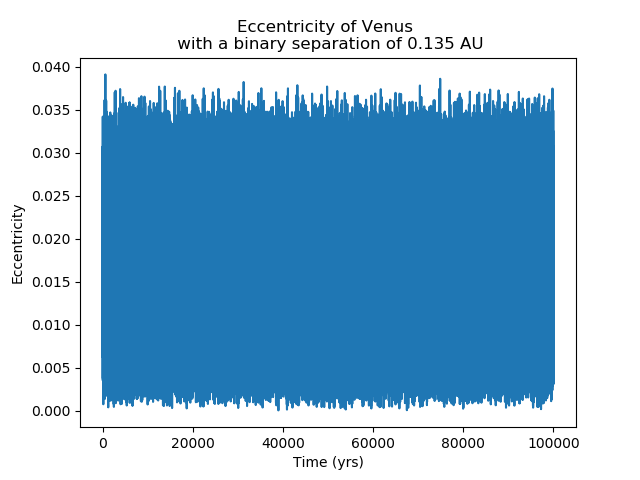 Eccentricity of Venus
with a binary separation of 0.135 AU
0.040
0.035
0.030
0.025
0.020
0.015
0.010
0.005
0.000
Eccentricity
0 20000 40000 60000 80000 100000
Time (yrs)